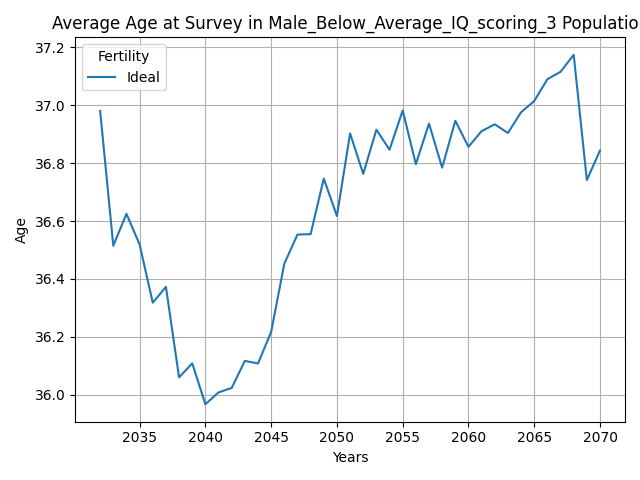 Average Age at Survey in Male_Below_Average_IQ_scoring_3 Populatio
Fertility
Ideal
37.2
37.0
36.8
36.6
36.4
36.2
36.0
Age
2035 2040 2045 2050 2055 2060 2065 2070
Years